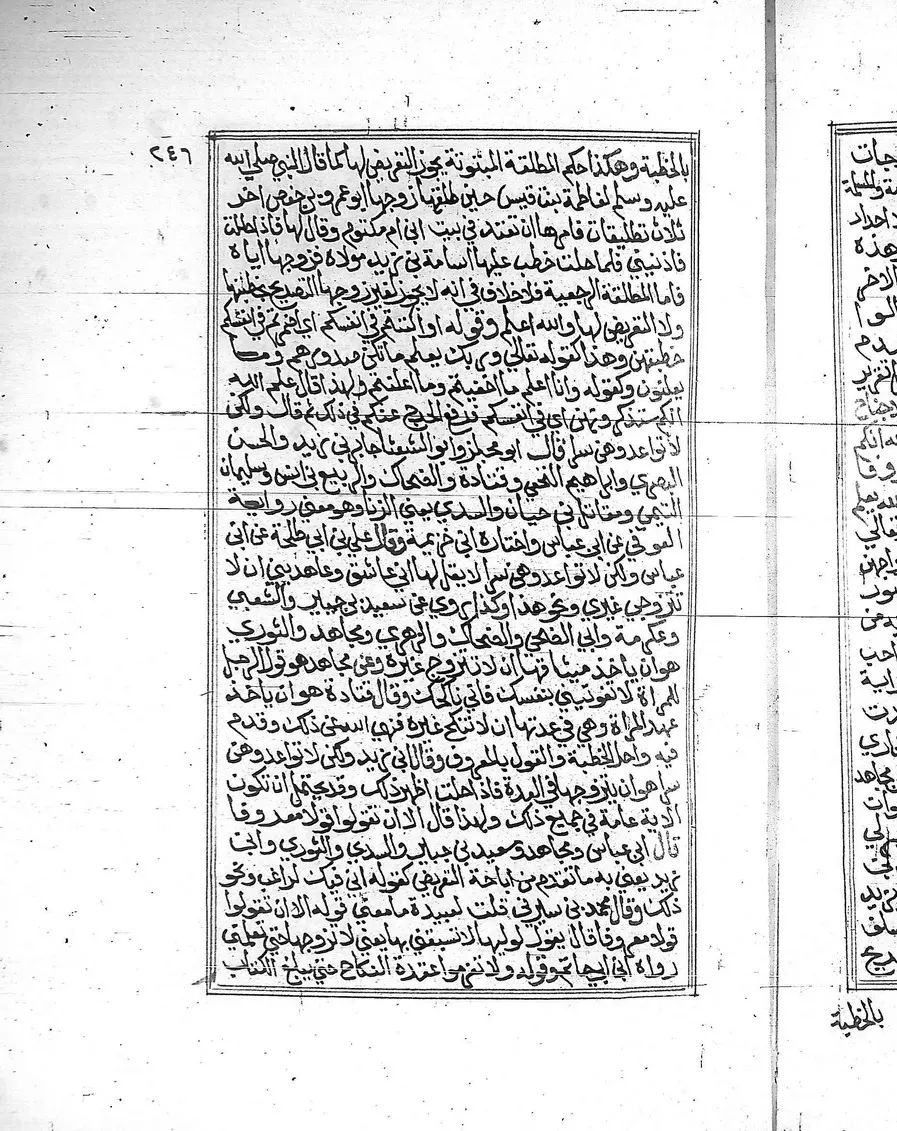 ٢٤٦
بالخطبة وهكذا حكم المطلقة المبتوتة يجوز التعريض لها كما قال النبي صلى الله
عليه وسلم لفاطمة بنت قيس حين طلقها زوجها ابو عمرو بن حفص اخر
ثلاث تطليقات فامرها ان تعتد في بيت ابن ام مكتوم وقال لها فاذا حللت
فاذنيني فلما حلت خطب عليها اسامة بن زيد مولاه فزوجها اياه
فاما المطلقة الرجعية فلا خلاف في انه لا يجوز لغير زوجها التصريح بخطبتها
ولا التعريض لها والله اعلم وقوله او اكننتم في انفسكم اي اضمرتم في انفسكم
خطبتهن وهذا كقوله تعالى وربك يعلم ما تكن صدورهم وما
يعلنون وكقوله وانا اعلم بما اخفيتم وما اعلنتم ولهذا قال علم الله
انكم ستذكرونهن اي في انفسكم فرفع الحرج عنكم في ذلك ثم قال ولكن
لا تواعدوهن سرا قال ابو مجلز وابو الشعثا جابر بن زيد والحسن
البصري وابراهيم النخعي وقتادة والضحاك والربيع بن انس وسليمان
التيمي ومقاتل بن حيان والسدي يعني الزنا وهو معنى رواية
العوفي عن ابن عباس واختاره ابن جرير وقال علي بن ابي طلحة عن ابن
عباس ولكن لا تواعدوهن سرا لا يقل لها اني عاشق وعاهديني ان لا
تتزوجي غيري ونحو هذا وكذا روي عن سعيد بن جبير والشعبي
وعكرمة وابي الضحى والضحاك والزهري ومجاهد والثوري
هو ان ياخذ ميثاقها ان لا تتزوج غيره وعن مجاهد هو قول الرجل
للمراة لا تفوتيني بنفسك فاني ناكحك وقال قتادة هو ان ياخذ
عهد المراة وهي في عدتها ان لا تنكح غيره فنهى الله عن ذلك وقدم
فيه واحل الخطبة والقول بالمعروف وقال ابن زيد ولكن لا تواعدوهن
سرا هو ان يتزوجها في العدة فاذا حلت اظهر ذلك وقد يحتمل ان تكون
الاية عامة في جميع ذلك ولهذا قال الا ان تقولوا قولا معروفا
قال ابن عباس ومجاهد وسعيد بن جبير والسدي والثوري وابن
زيد يعني به ما تقدم من اباحة التعريض كقوله اني فيك لراغب ونحو
ذلك وقال محمد بن سيرين قلت لعبيدة ما معنى قوله الا ان تقولوا
قولا معروفا قال يقول لوليها لا تسبقني بها يعني لا تزوجها حتى تعلمني
رواه ابن ابي حاتم وقوله ولا تعزموا عقدة النكاح حتى يبلغ الكتاب
بالخطبة